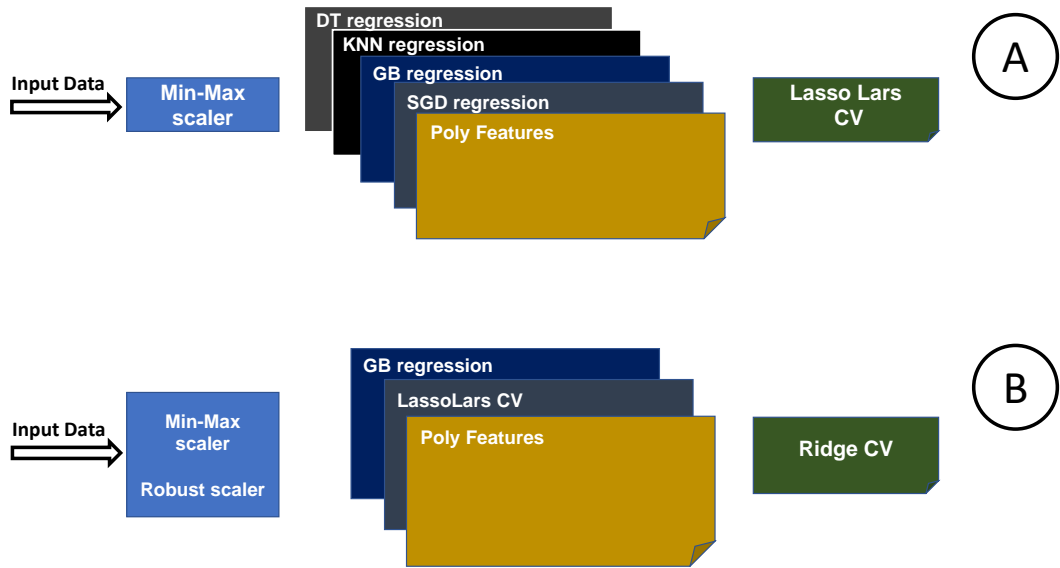 DT regression
KNN regression
GB regression
SGD regression
Poly Features
Input Data
Min-Max
scaler
Lasso Lars
CV
A
GB regression
LassoLars CV
Poly Features
Input Data
Min-Max
scaler
Robust scaler
Ridge CV
B